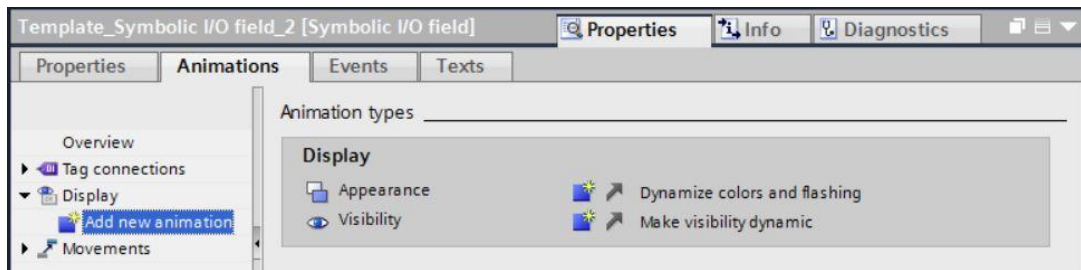 Template_Symbolic I/O field_2 [Symbolic I/O field] Properties Info Diagnostics
Properties Animations Events Texts
Animation types
Overview
Tag connections
Display
Add new animation
Movements
Display
Appearance Dynamize colors and flashing
Visibility Make visibility dynamic